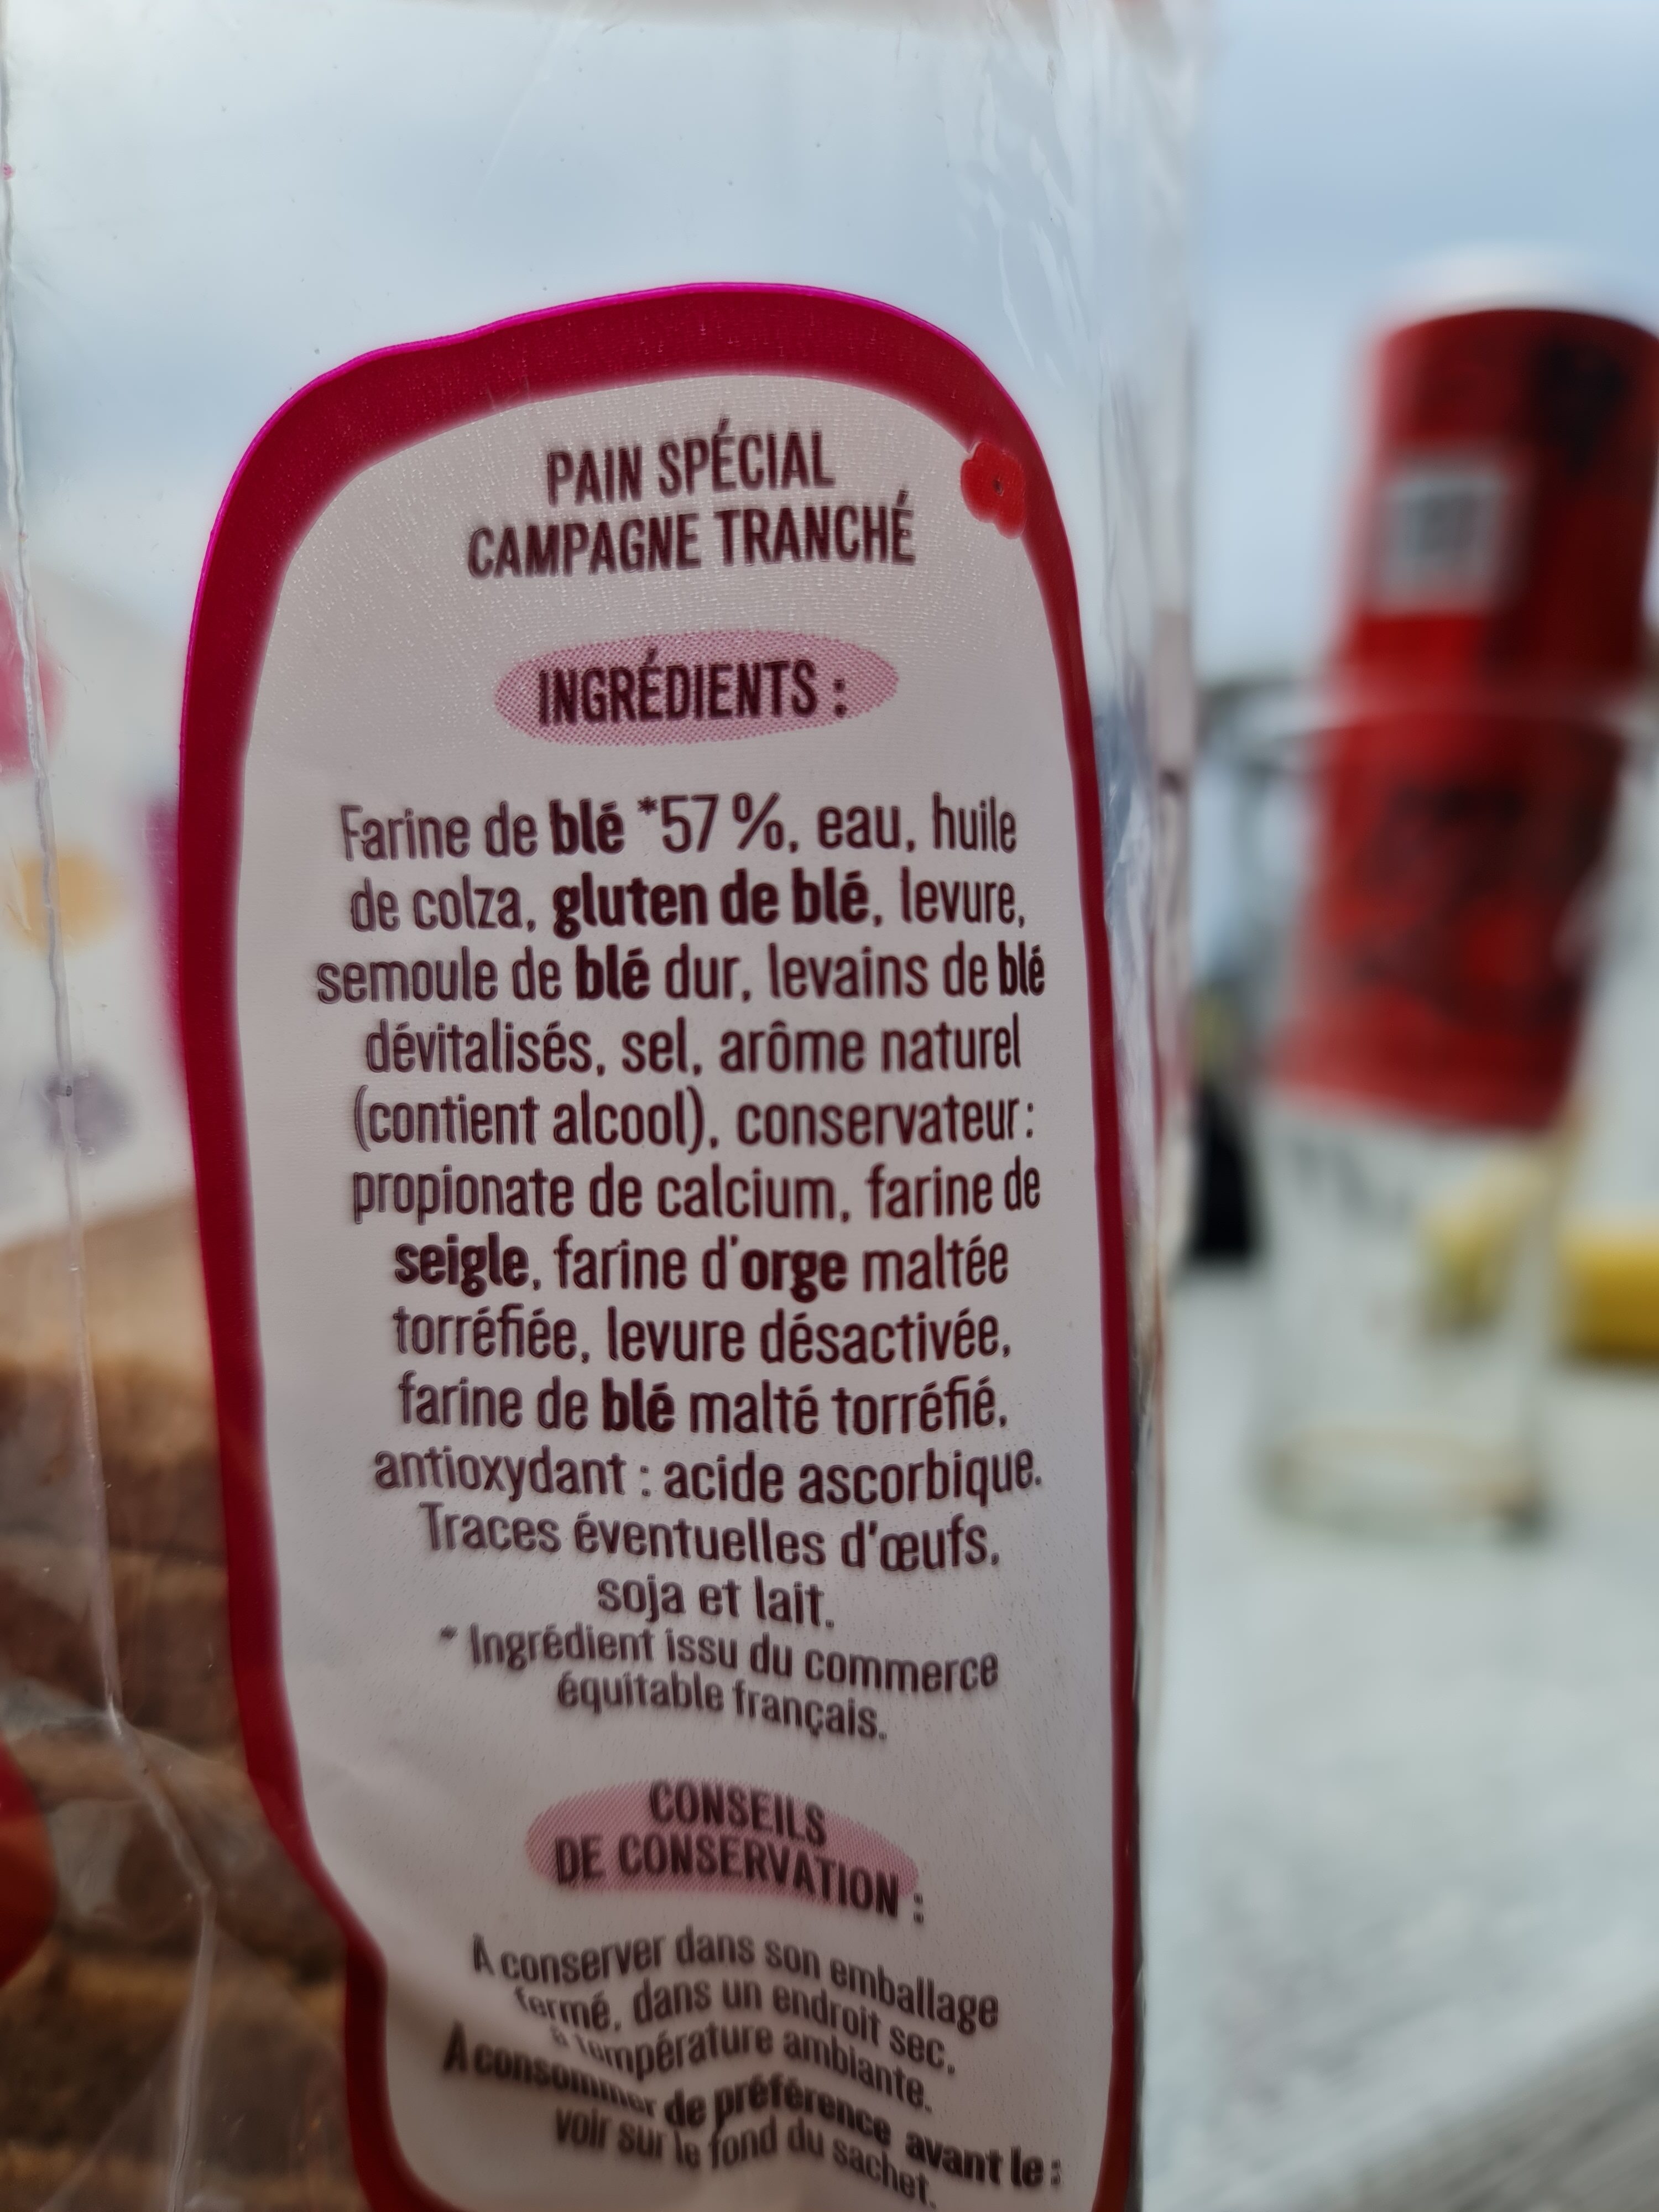 PAIN SPÉCIAL
CAMPAGNE TRANCHÉ
INGRÉDIENTS :
Farine de blé *57 %, eau, huile
de colza, gluten de blé, levure,
semoule de blé dur, levains de blé
dévitalisés, sel, arôme naturel
(contient alcool), conservateur :
propionate de calcium, farine de
seigle, farine d'orge maltée
torréfiée, levure désactivée,
farine de blé malté torréfié,
antioxydant : acide ascorbique.
Traces éventuelles d'œufs,
soja et lait.
* Ingrédient issu du commerce
équitable français.
CONSEILS
DE CONSERVATION :
À conserver dans son emballage
fermé, dans un endroit sec,
à température ambiante.
À consommer de préférence avant le :
voir sur le fond du sachet.